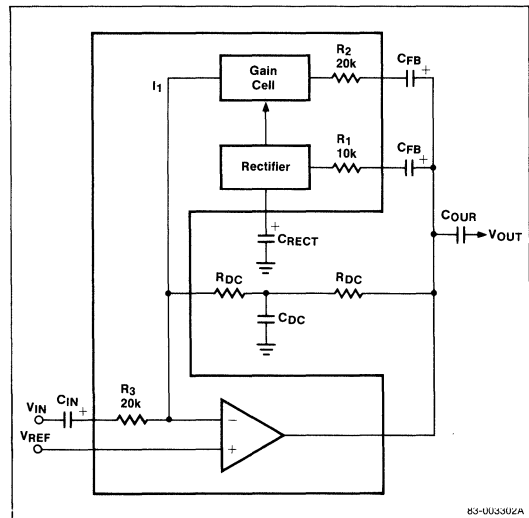 R2
20k
CFB
+
Gain
Cell
I1
R1
10k
CFB
+
Rectifier
+
CRECT
COUR
VOUT
RDC
RDC
CDC
VIN
CIN
+
R3
20k
VREF
−
+
83-003302A